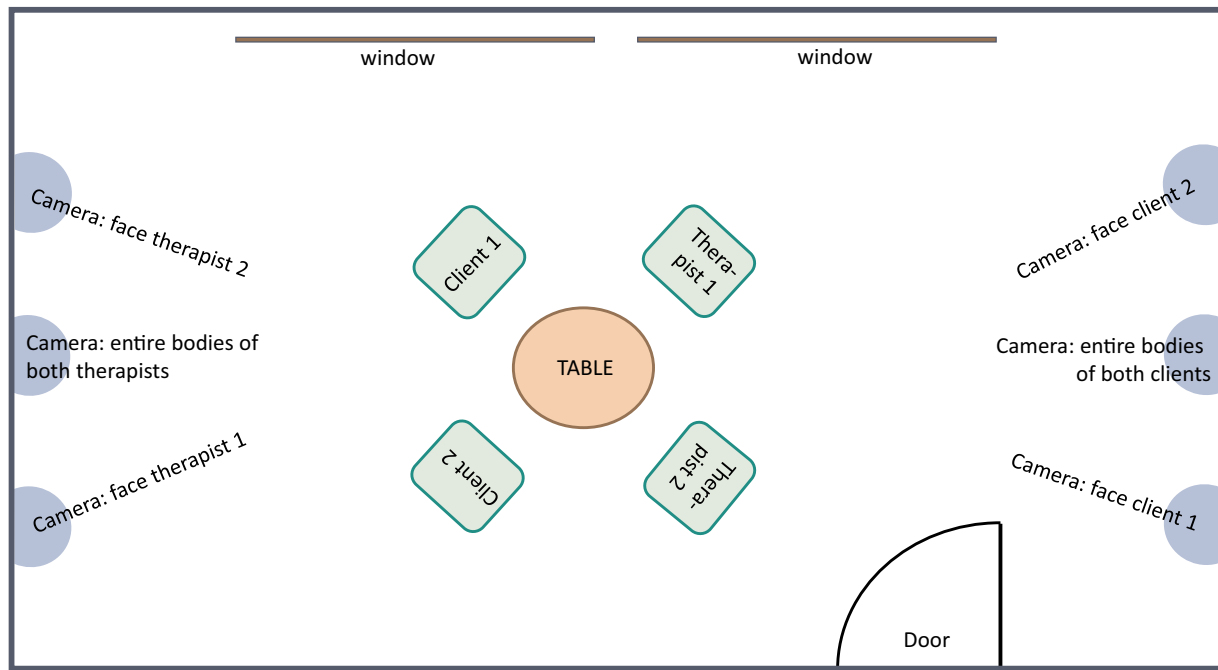 window
window
Camera: face therapist 2
Client 1
Thera-
pist 1
Camera: face client 2
Camera: entire bodies of
both therapists
TABLE
Camera: entire bodies
of both clients
Camera: face therapist 1
Client 2
Thera-
pist 2
Camera: face client 1
Door